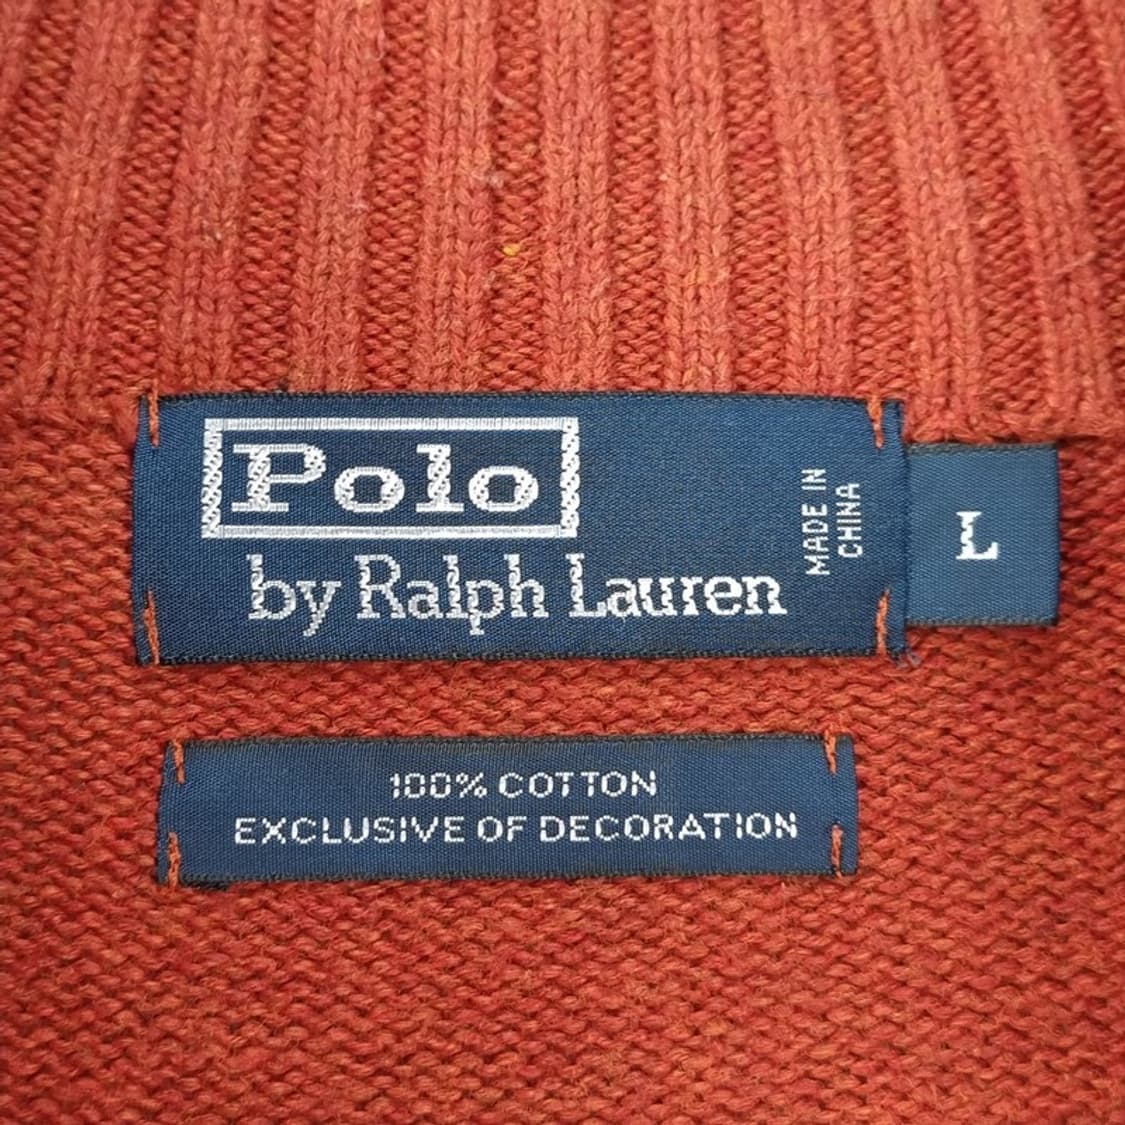 Polo
by Ralph Lauren
MADE IN
CHINA
L
100% COTTON
EXCLUSIVE OF DECORATION